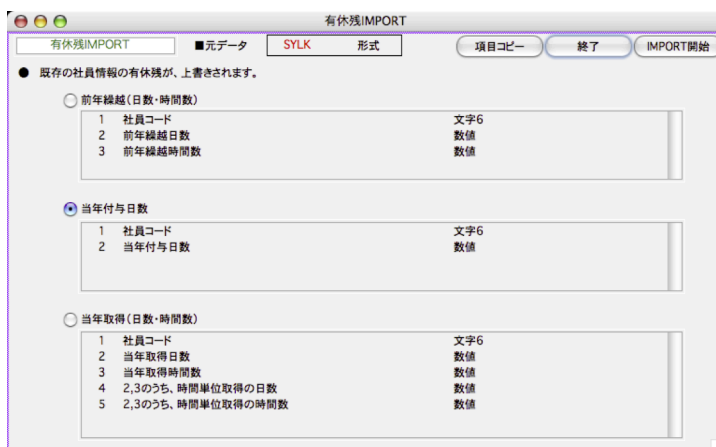 有休残IMPORT
有休残IMPORT ■元データ SYLK 形式 項目コピー 終了 IMPORT開始
● 既存の社員情報の有休残が、上書きされます。
前年繰越(日数・時間数)
1 社員コード 文字6
2 前年繰越日数 数値
3 前年繰越時間数 数値
当年付与日数
1 社員コード 文字6
2 当年付与日数 数値
当年取得(日数・時間数)
1 社員コード 文字6
2 当年取得日数 数値
3 当年取得時間数 数値
4 2,3のうち、時間単位取得の日数 数値
5 2,3のうち、時間単位取得の時間数 数値